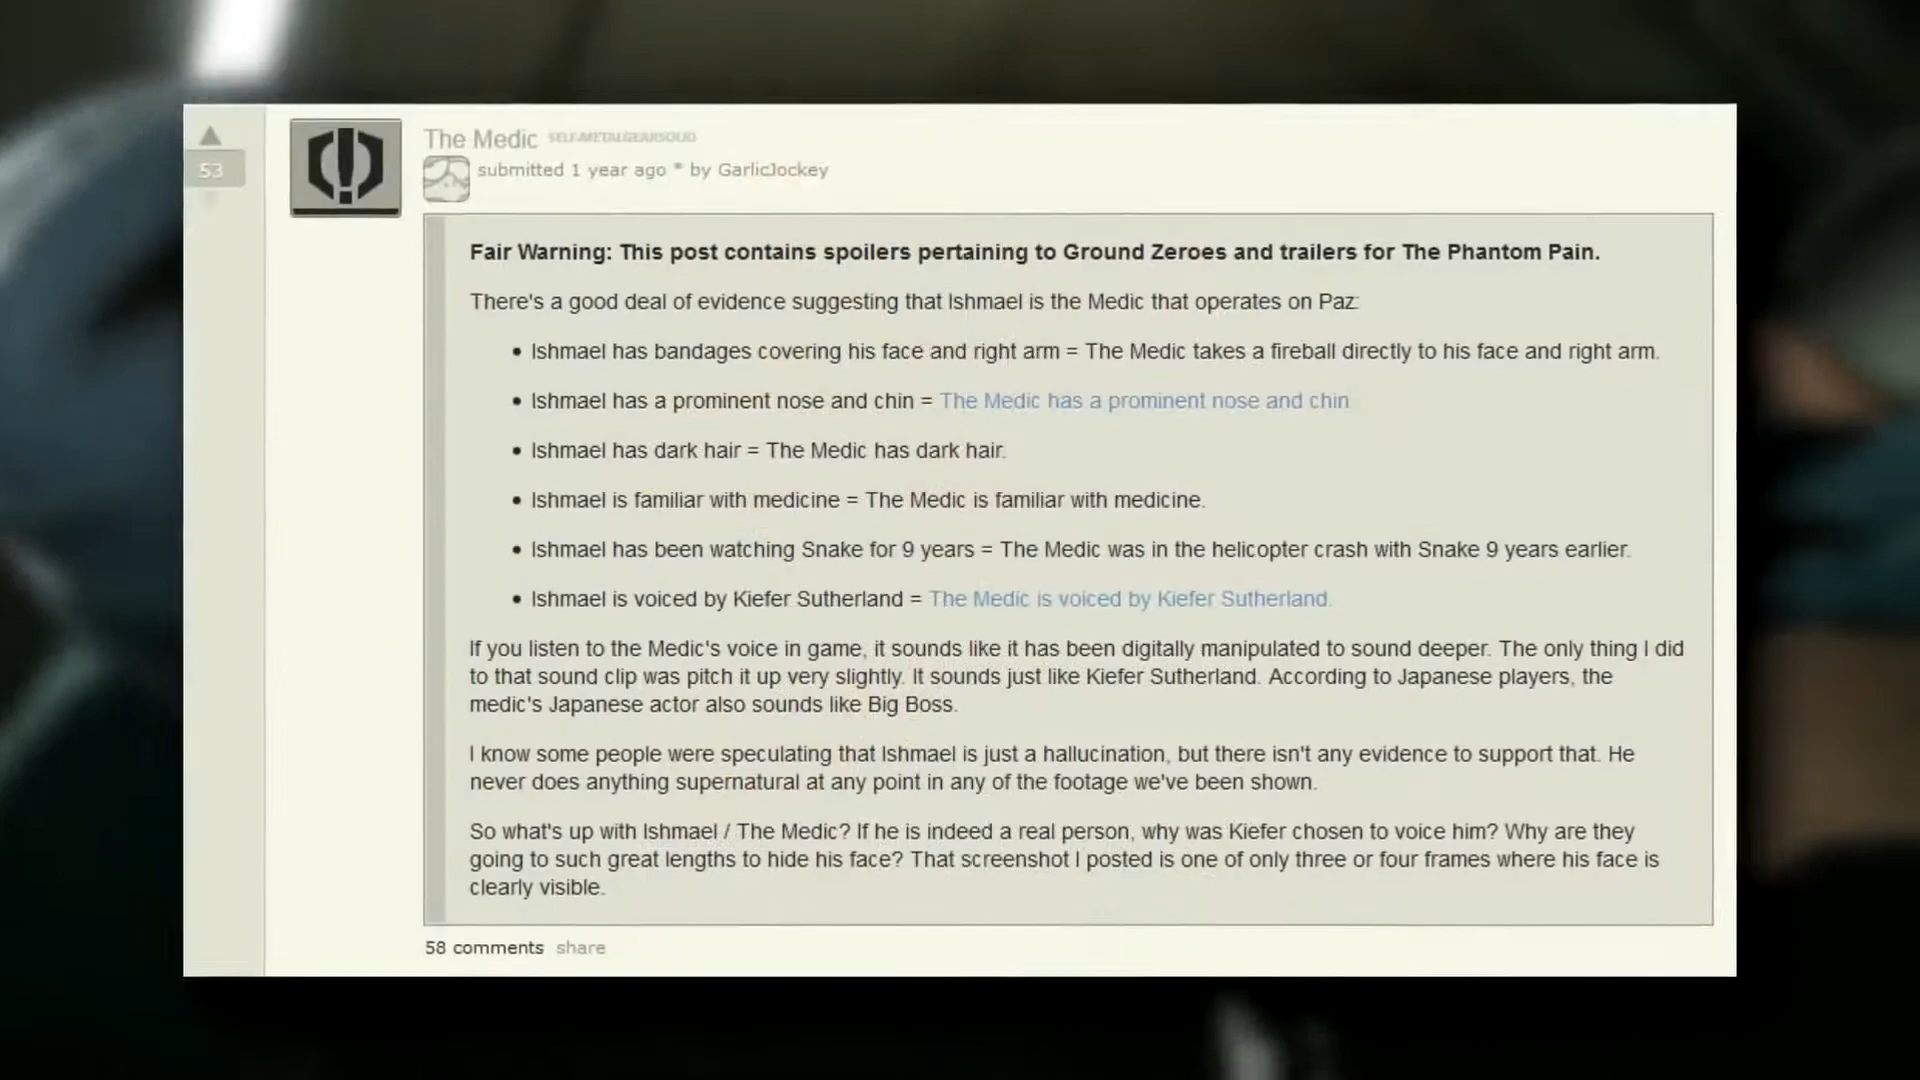 The Medic SELF.METALGEARSOLID
53
submitted 1 year ago * by GarlicJockey
Fair Warning: This post contains spoilers pertaining to Ground Zeroes and trailers for The Phantom Pain.
There's a good deal of evidence suggesting that Ishmael is the Medic that operates on Paz:
• Ishmael has bandages covering his face and right arm = The Medic takes a fireball directly to his face and right arm.
• Ishmael has a prominent nose and chin = The Medic has a prominent nose and chin
• Ishmael has dark hair = The Medic has dark hair.
• Ishmael is familiar with medicine = The Medic is familiar with medicine.
• Ishmael has been watching Snake for 9 years = The Medic was in the helicopter crash with Snake 9 years earlier.
• Ishmael is voiced by Kiefer Sutherland = The Medic is voiced by Kiefer Sutherland.
If you listen to the Medic's voice in game, it sounds like it has been digitally manipulated to sound deeper. The only thing I did
to that sound clip was pitch it up very slightly. It sounds just like Kiefer Sutherland. According to Japanese players, the
medic's Japanese actor also sounds like Big Boss.
I know some people were speculating that Ishmael is just a hallucination, but there isn't any evidence to support that. He
never does anything supernatural at any point in any of the footage we've been shown.
So what's up with Ishmael / The Medic? If he is indeed a real person, why was Kiefer chosen to voice him? Why are they
going to such great lengths to hide his face? That screenshot I posted is one of only three or four frames where his face is
clearly visible.
58 comments share